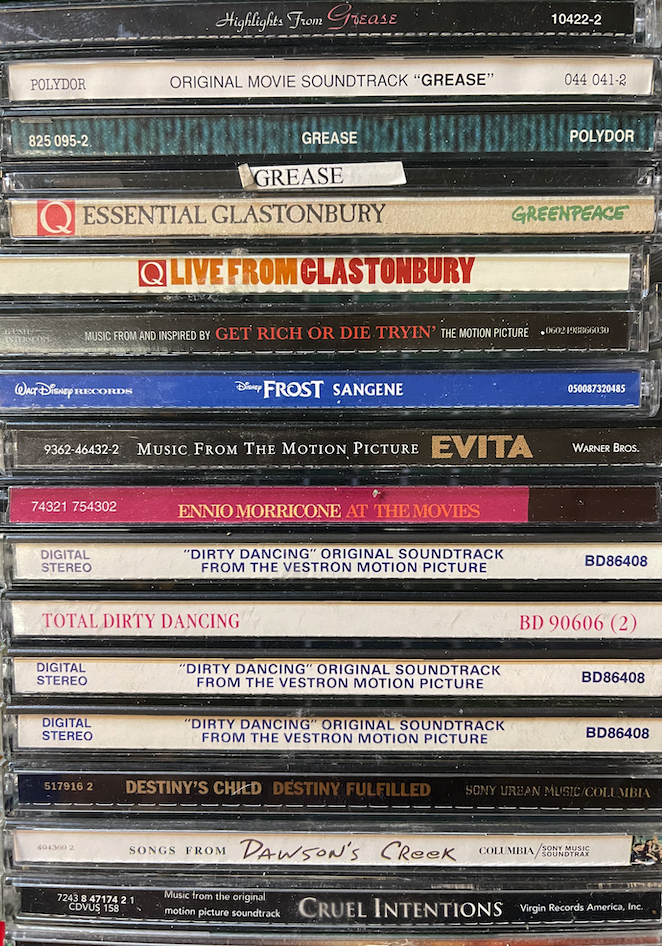 Highlights From Grease 10422-2
POLYDOR ORIGINAL MOVIE SOUNDTRACK "GREASE" 044 041-2
825 095-2 GREASE POLYDOR
GREASE
Q ESSENTIAL GLASTONBURY GREENPEACE
Q LIVE FROM GLASTONBURY
INTERSCOPE MUSIC FROM AND INSPIRED BY GET RICH OR DIE TRYIN' THE MOTION PICTURE
WALT DISNEY RECORDS Disney FROST SANGENE 050087320485
9362-46432-2 MUSIC FROM THE MOTION PICTURE EVITA WARNER BROS.
74321 754302 ENNIO MORRICONE AT THE MOVIES
DIGITAL STEREO
"DIRTY DANCING" ORIGINAL SOUNDTRACK
FROM THE VESTRON MOTION PICTURE
BD86408
TOTAL DIRTY DANCING BD 90606 (2)
DIGITAL STEREO
"DIRTY DANCING" ORIGINAL SOUNDTRACK
FROM THE VESTRON MOTION PICTURE
BD86408
DIGITAL STEREO
"DIRTY DANCING" ORIGINAL SOUNDTRACK
FROM THE VESTRON MOTION PICTURE
BD86408
517916 2 DESTINY'S CHILD DESTINY FULFILLED SONY URBAN MUSIC/COLUMBIA
494369 2 SONGS FROM DAWSON'S CREEK COLUMBIA/SONY MUSIC SOUNDTRAX
7243 8 47174 2 1
CDVUS 158
Music from the original
motion picture soundtrack
CRUEL INTENTIONS Virgin Records America, Inc.